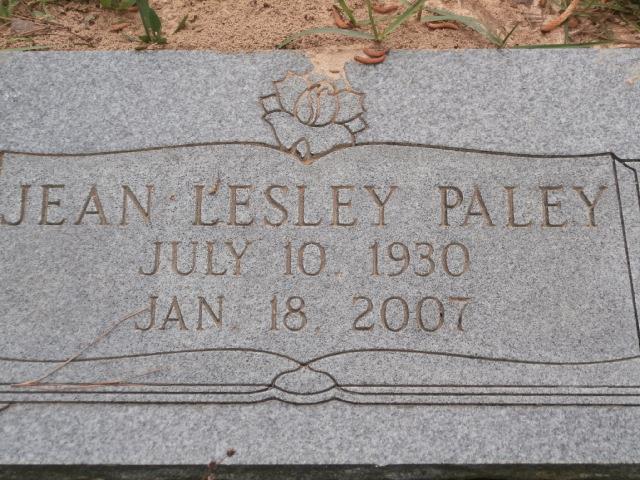 JEAN LESLEY PALEY
JULY 10, 1930
JAN. 18, 2007